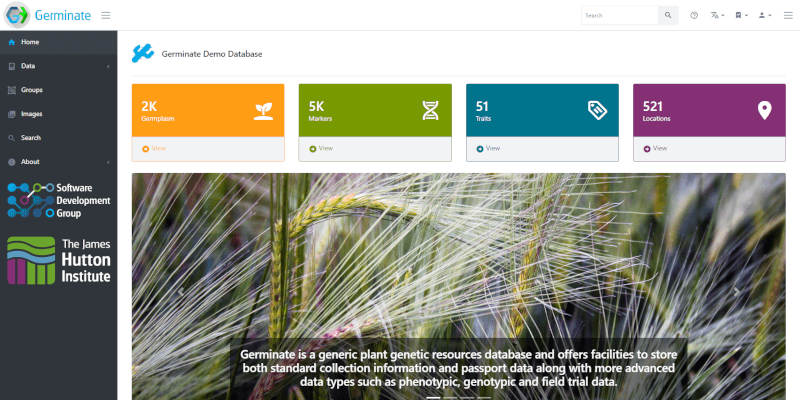 Germinate
Search
Home
Data
Groups
Images
Search
About
Software
Development
Group
The James
Hutton
Institute
Germinate Demo Database
2K
Germplasm
View
5K
Markers
View
51
Traits
View
521
Locations
View
Germinate is a generic plant genetic resources database and offers facilities to store
both standard collection information and passport data along with more advanced
data types such as phenotypic, genotypic and field trial data.